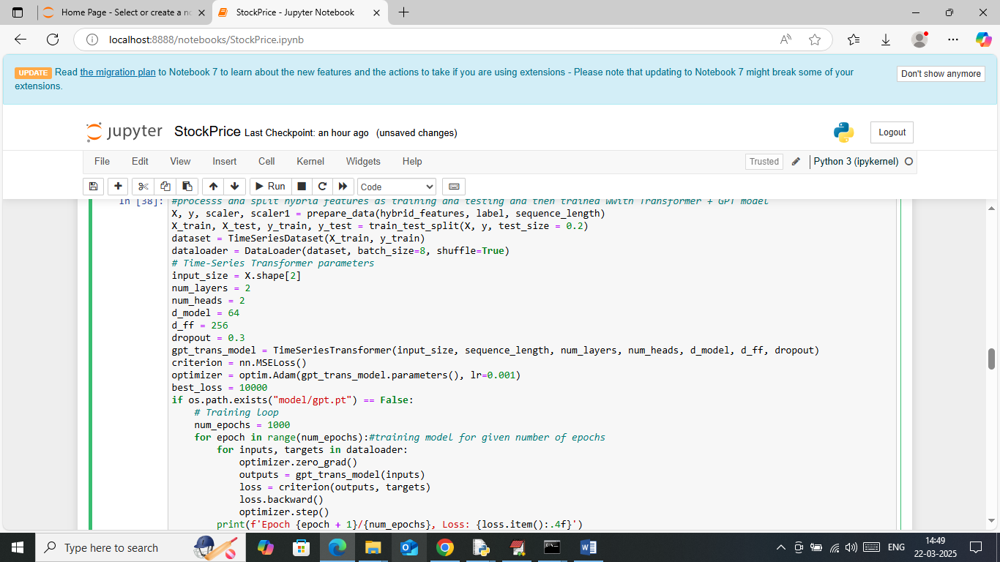 Home Page - Select or create a n
StockPrice - Jupyter Notebook
localhost:8888/notebooks/StockPrice.ipynb
UPDATE Read the migration plan to Notebook 7 to learn about the new features and the actions to take if you are using extensions - Please note that updating to Notebook 7 might break some of your
extensions.
Don't show anymore
jupyter StockPrice Last Checkpoint: an hour ago (unsaved changes)
Logout
File Edit View Insert Cell Kernel Widgets Help
Trusted Python 3 (ipykernel)
Run Code
In [38]: #processs and split hybrid features as training and testing and then trained wwith Transformer + GPT model
X, y, scaler, scaler1 = prepare_data(hybrid_features, label, sequence_length)
X_train, X_test, y_train, y_test = train_test_split(X, y, test_size = 0.2)
dataset = TimeSeriesDataset(X_train, y_train)
dataloader = DataLoader(dataset, batch_size=8, shuffle=True)
# Time-Series Transformer parameters
input_size = X.shape[2]
num_layers = 2
num_heads = 2
d_model = 64
d_ff = 256
dropout = 0.3
gpt_trans_model = TimeSeriesTransformer(input_size, sequence_length, num_layers, num_heads, d_model, d_ff, dropout)
criterion = nn.MSELoss()
optimizer = optim.Adam(gpt_trans_model.parameters(), lr=0.001)
best_loss = 10000
if os.path.exists("model/gpt.pt") == False:
    # Training loop
    num_epochs = 1000
    for epoch in range(num_epochs):#training model for given number of epochs
        for inputs, targets in dataloader:
            optimizer.zero_grad()
            outputs = gpt_trans_model(inputs)
            loss = criterion(outputs, targets)
            loss.backward()
            optimizer.step()
        print(f'Epoch {epoch + 1}/{num_epochs}, Loss: {loss.item():.4f}')
Type here to search
ENG
14:49
22-03-2025